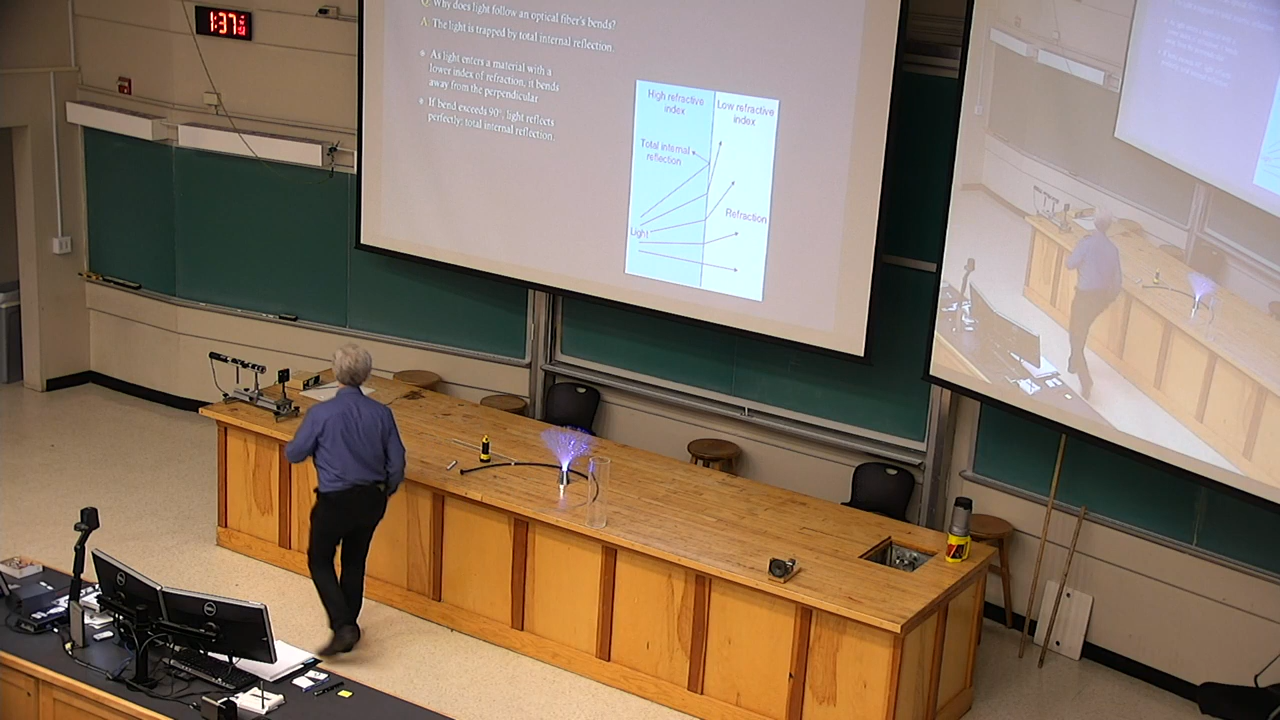 1:37
Q: Why does light follow an optical fiber's bends?
A: The light is trapped by total internal reflection.
As light enters a material with a
lower index of refraction, it bends
away from the perpendicular
If bend exceeds 90°, light reflects
perfectly: total internal reflection.
High refractive
index
Low refractive
index
Total internal
reflection
Refraction
Light
DELL
DELL